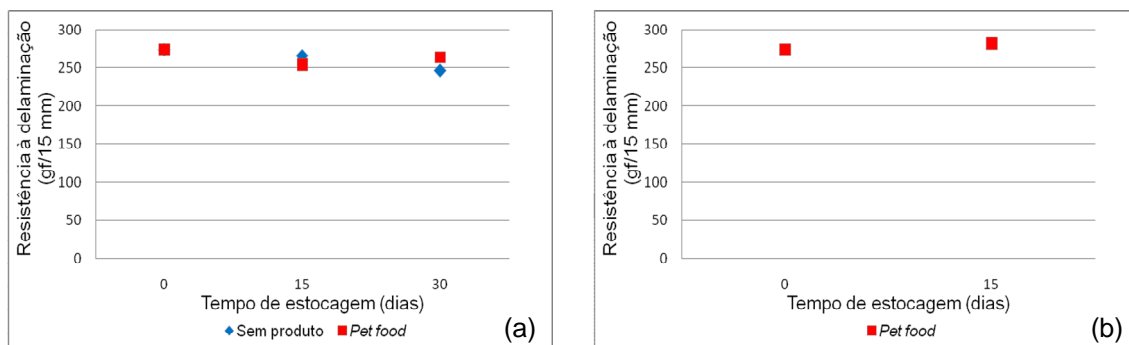 Resistência à delaminação
(gf/15 mm)
300
250
200
150
100
50
0
0 15 30
Tempo de estocagem (dias)
Sem produto Pet food
(a)
Resistência à delaminação
(gf/15 mm)
300
250
200
150
100
50
0
0 15
Tempo de estocagem (dias)
Pet food
(b)